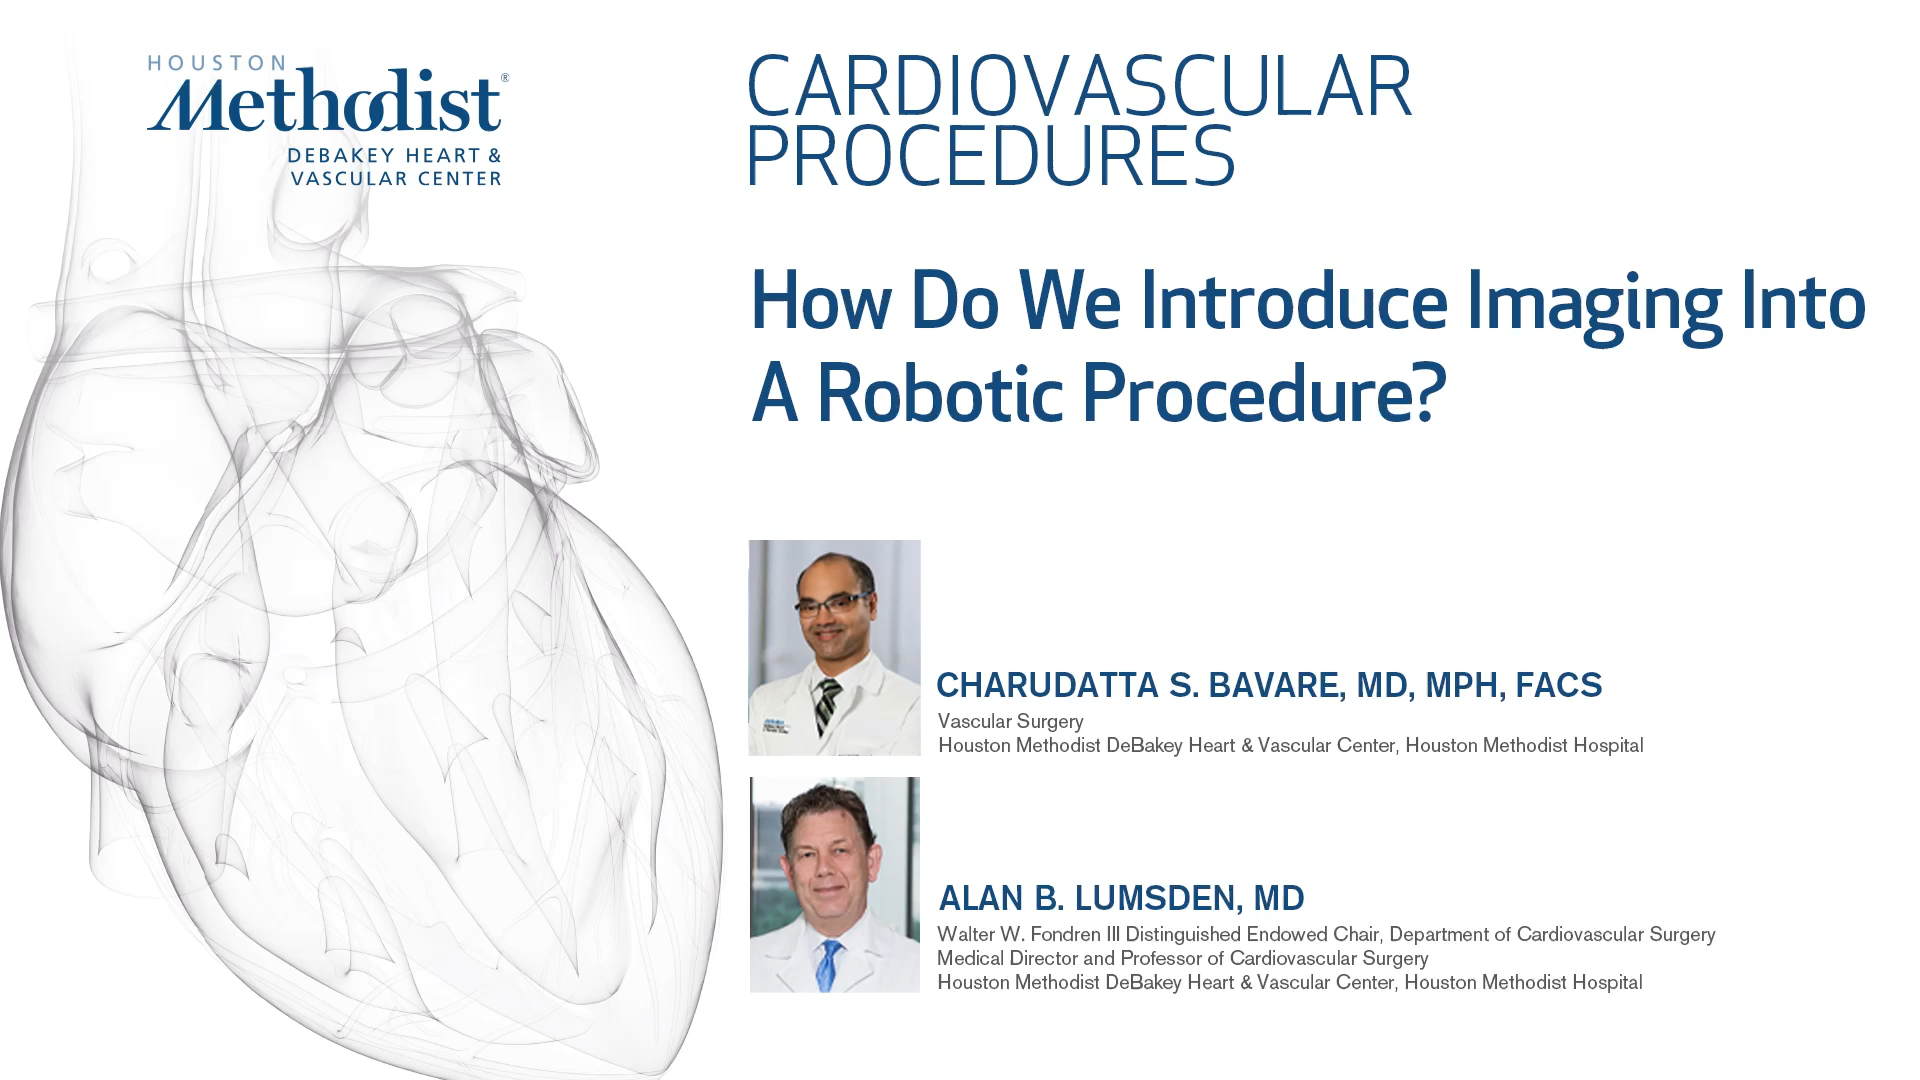 HOUSTON
Methodist®
DEBAKEY HEART &
VASCULAR CENTER
CARDIOVASCULAR
PROCEDURES
How Do We Introduce Imaging Into
A Robotic Procedure?
CHARUDATTA S. BAVARE, MD, MPH, FACS
Vascular Surgery
Houston Methodist DeBakey Heart & Vascular Center, Houston Methodist Hospital
ALAN B. LUMSDEN, MD
Walter W. Fondren III Distinguished Endowed Chair, Department of Cardiovascular Surgery
Medical Director and Professor of Cardiovascular Surgery
Houston Methodist DeBakey Heart & Vascular Center, Houston Methodist Hospital